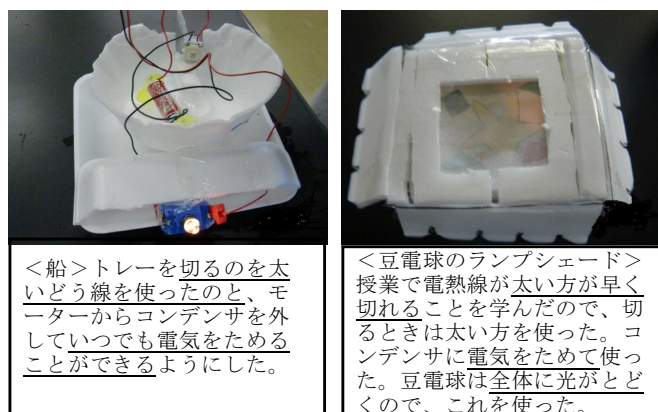 ＜船＞トレーを切るのを太
いどう線を使ったのと、モ
ーターからコンデンサを外
していつでも電気をためる
ことができるようにした。
＜豆電球のランプシェード＞
授業で電熱線が太い方が早く
切れることを学んだので、切
るときは太い方を使った。コ
ンデンサに電気をためて使っ
た。豆電球は全体に光がとど
くので、これを使った。